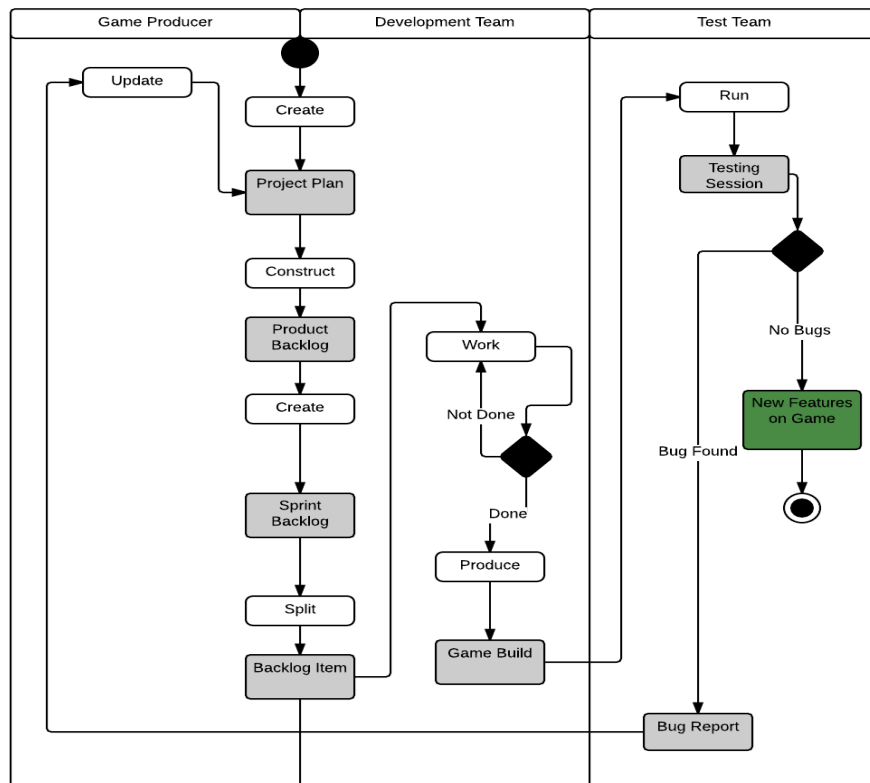 Game Producer
Development Team
Test Team
Update
Create
Project Plan
Construct
Product
Backlog
Create
Sprint
Backlog
Split
Backlog Item
Work
Not Done
Done
Produce
Game Build
Run
Testing
Session
No Bugs
New Features
on Game
Bug Found
Bug Report